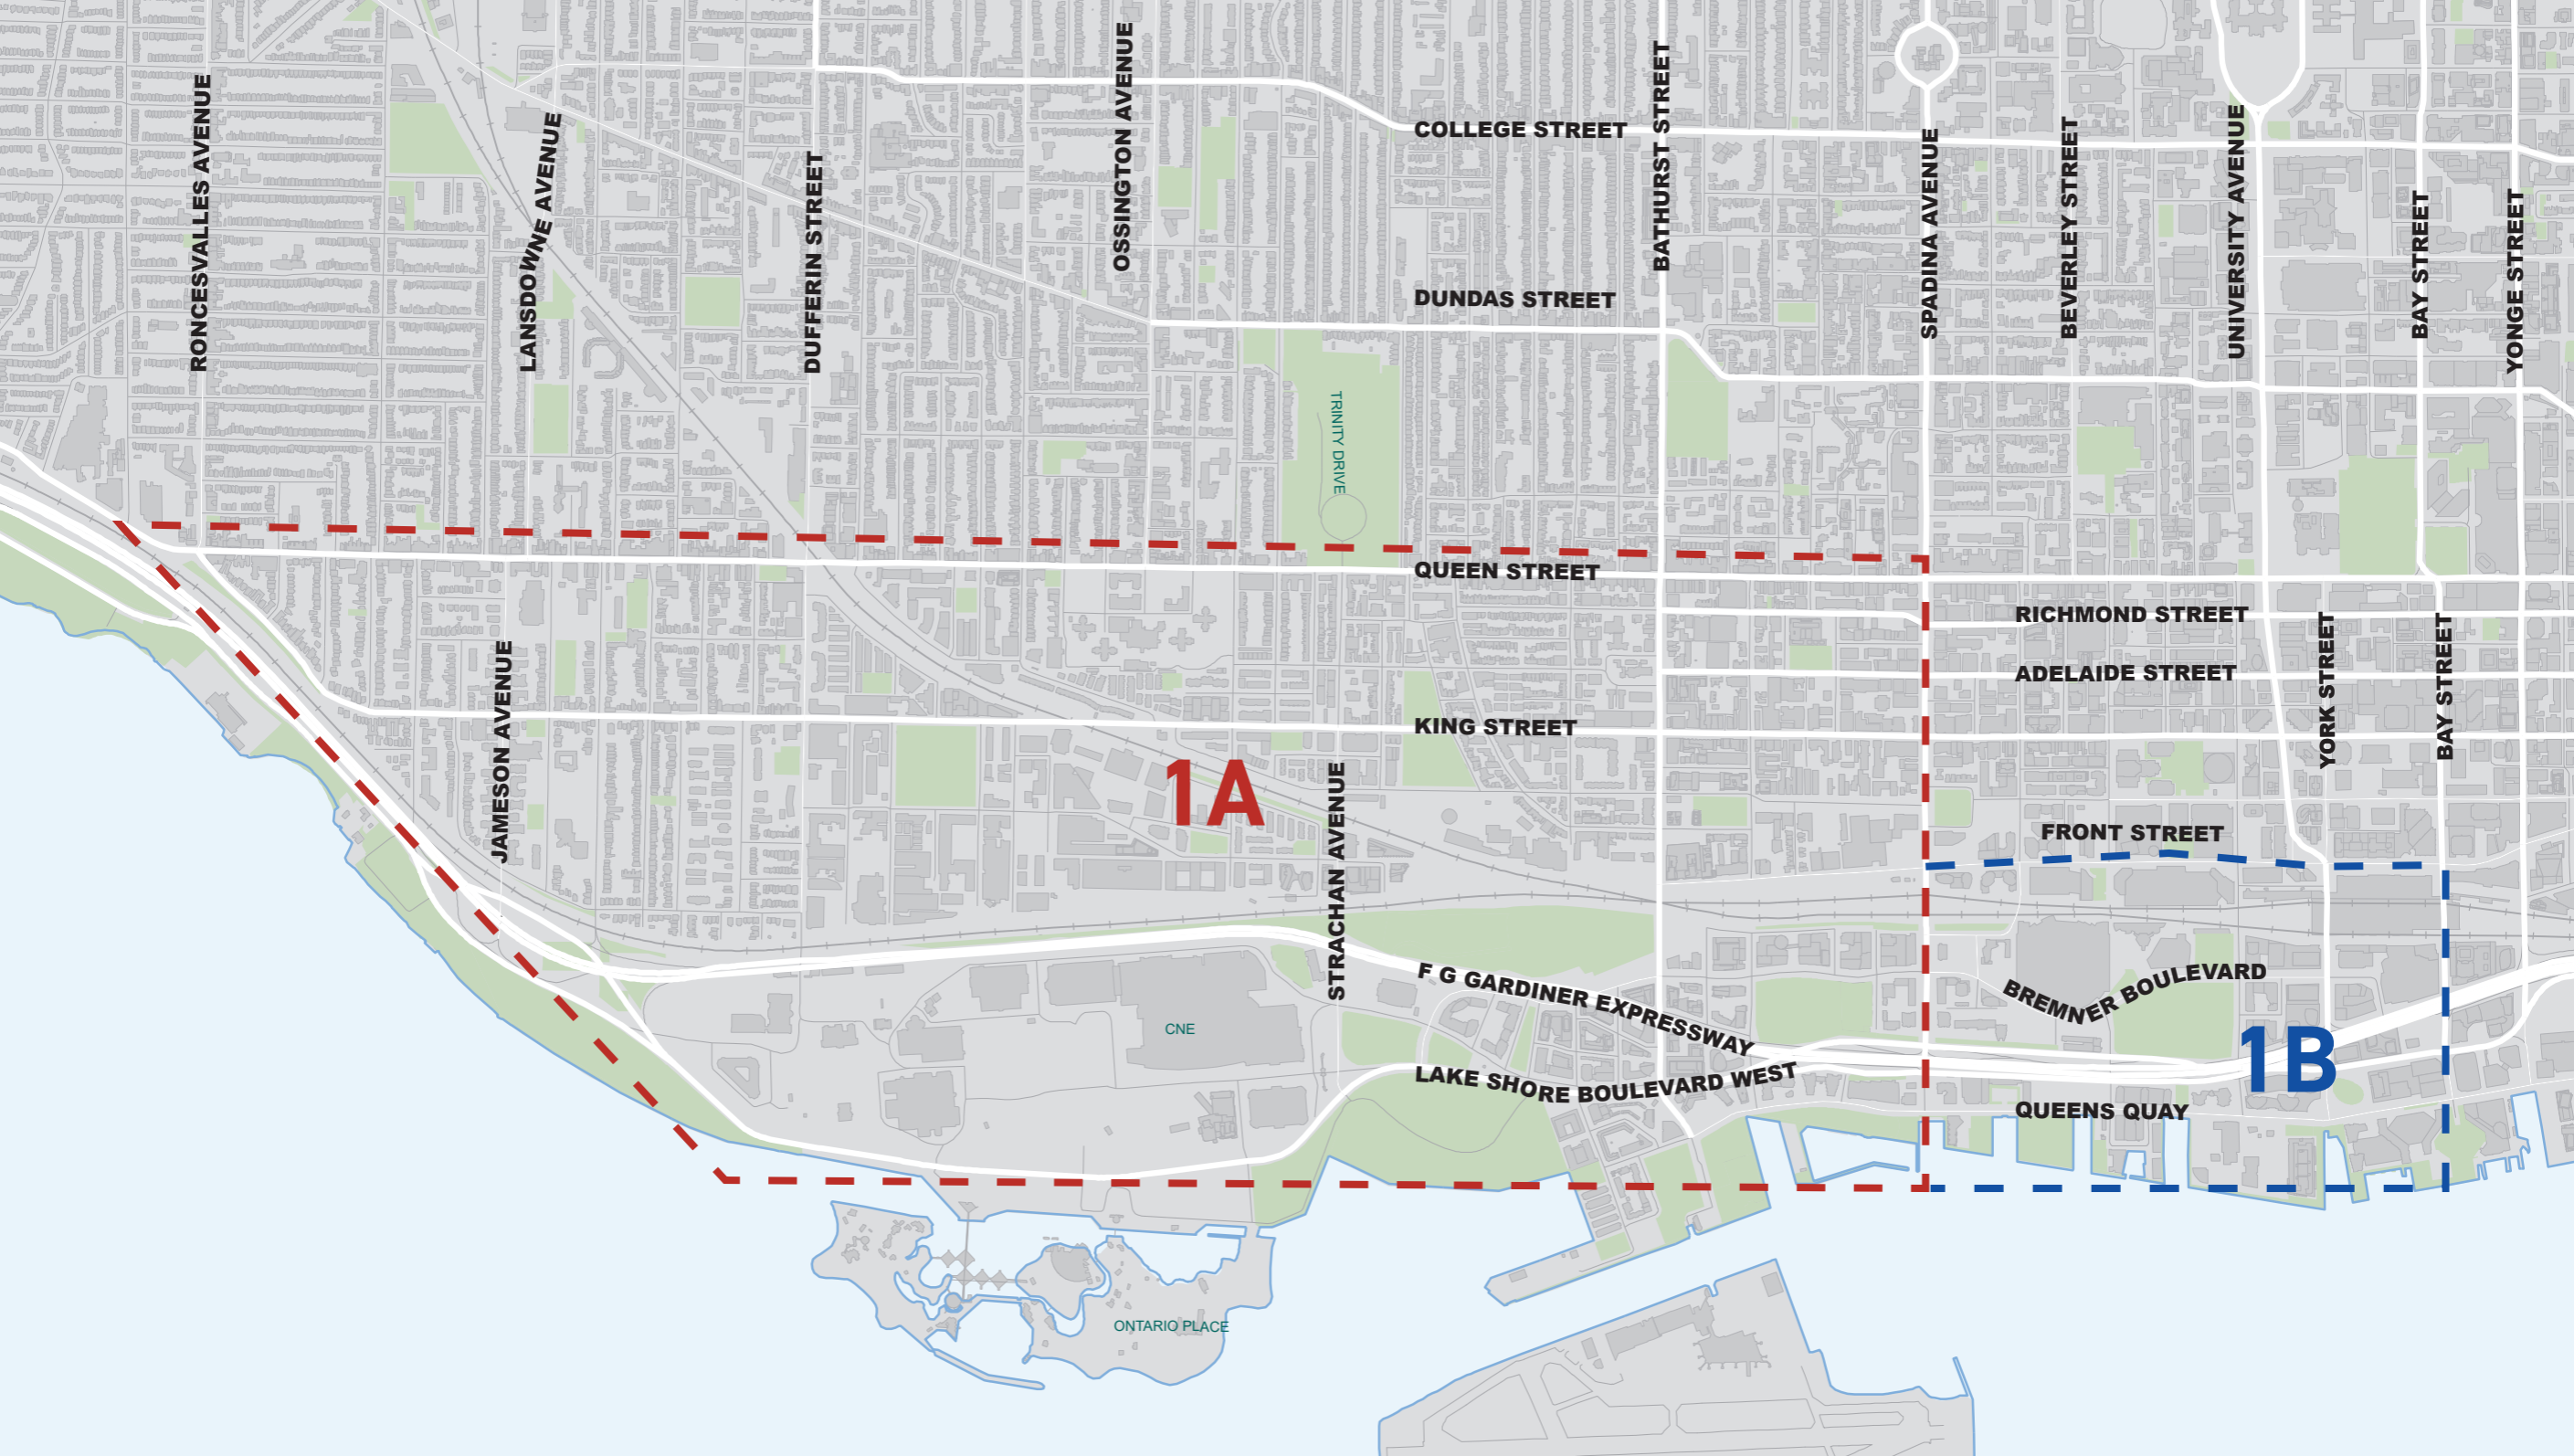 RONCESVALLES AVENUE
LANSDOWNE AVENUE
DUFFERIN STREET
OSSINGTON AVENUE
COLLEGE STREET
BATHURST STREET
SPADINA AVENUE
BEVERLEY STREET
UNIVERSITY AVENUE
BAY STREET
YONGE STREET
DUNDAS STREET
TRINITY DRIVE
QUEEN STREET
RICHMOND STREET
ADELAIDE STREET
YORK STREET
BAY STREET
JAMESON AVENUE
KING STREET
1A
STRACHAN AVENUE
FRONT STREET
F G GARDINER EXPRESSWAY
BREMNER BOULEVARD
CNE
1B
LAKE SHORE BOULEVARD WEST
QUEENS QUAY
ONTARIO PLACE